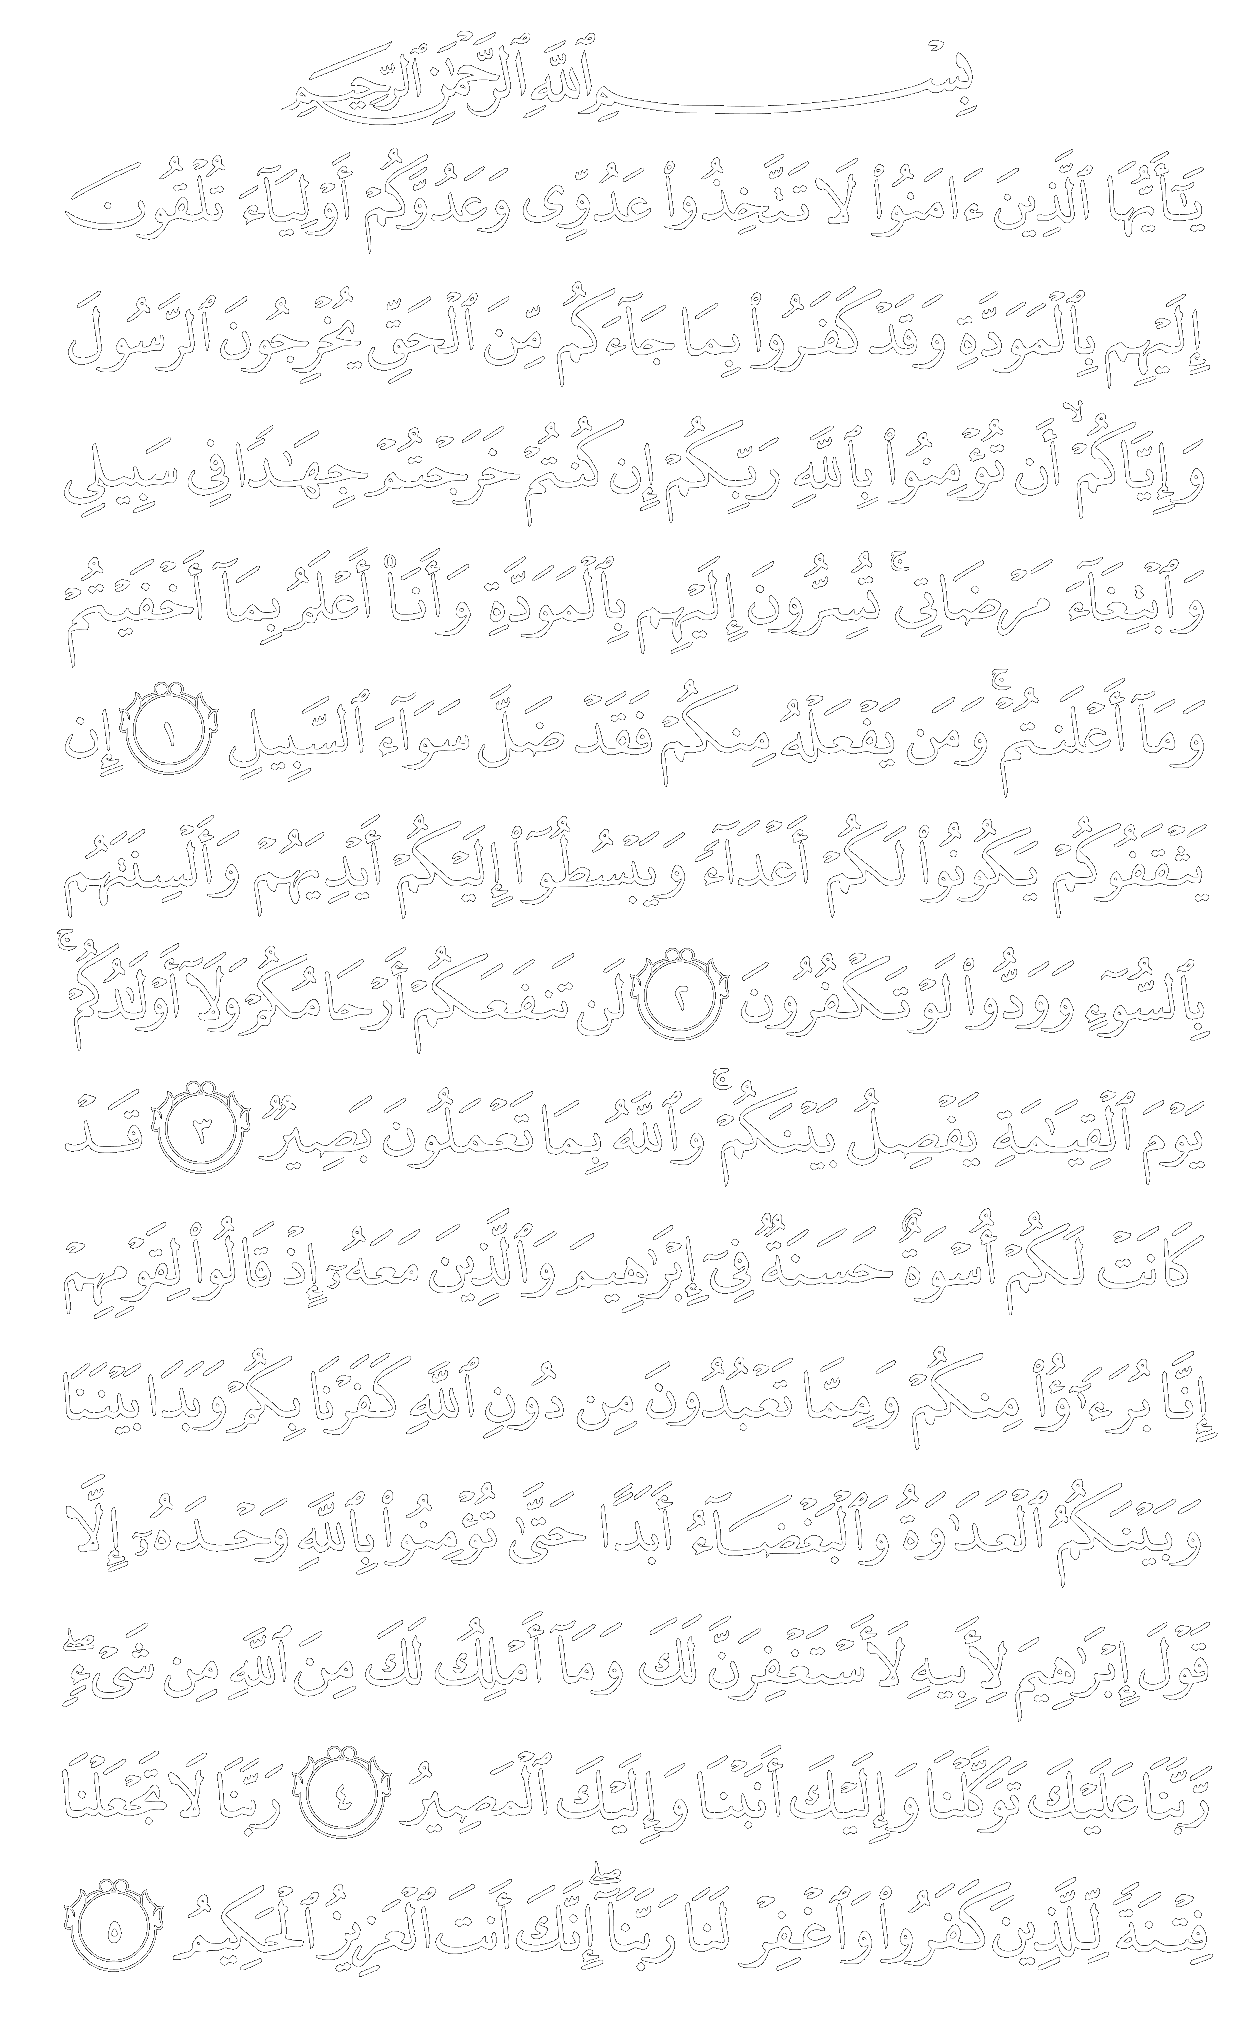 بِسْمِ ٱللَّهِ ٱلرَّحْمَٰنِ ٱلرَّحِيمِ
يَٰٓأَيُّهَا ٱلَّذِينَ ءَامَنُوا۟ لَا تَتَّخِذُوا۟ عَدُوِّى وَعَدُوَّكُمْ أَوْلِيَآءَ تُلْقُونَ
إِلَيْهِم بِٱلْمَوَدَّةِ وَقَدْ كَفَرُوا۟ بِمَا جَآءَكُم مِّنَ ٱلْحَقِّ يُخْرِجُونَ ٱلرَّسُولَ
وَإِيَّاكُمْ ۙ أَن تُؤْمِنُوا۟ بِٱللَّهِ رَبِّكُمْ إِن كُنتُمْ خَرَجْتُمْ جِهَٰدًا فِى سَبِيلِى
وَٱبْتِغَآءَ مَرْضَاتِى ۚ تُسِرُّونَ إِلَيْهِم بِٱلْمَوَدَّةِ وَأَنَا۠ أَعْلَمُ بِمَآ أَخْفَيْتُمْ
وَمَآ أَعْلَنتُمْ ۚ وَمَن يَفْعَلْهُ مِنكُمْ فَقَدْ ضَلَّ سَوَآءَ ٱلسَّبِيلِ ١ إِن
يَثْقَفُوكُمْ يَكُونُوا۟ لَكُمْ أَعْدَآءً وَيَبْسُطُوٓا۟ إِلَيْكُمْ أَيْدِيَهُمْ وَأَلْسِنَتَهُم
بِٱلسُّوٓءِ وَوَدُّوا۟ لَوْ تَكْفُرُونَ ٢ لَن تَنفَعَكُمْ أَرْحَامُكُمْ وَلَآ أَوْلَٰدُكُمْ ۚ
يَوْمَ ٱلْقِيَٰمَةِ يَفْصِلُ بَيْنَكُمْ ۚ وَٱللَّهُ بِمَا تَعْمَلُونَ بَصِيرٌ ٣ قَدْ
كَانَتْ لَكُمْ أُسْوَةٌ حَسَنَةٌ فِىٓ إِبْرَٰهِيمَ وَٱلَّذِينَ مَعَهُۥٓ إِذْ قَالُوا۟ لِقَوْمِهِمْ
إِنَّا بُرَءَٰٓؤُا۟ مِنكُمْ وَمِمَّا تَعْبُدُونَ مِن دُونِ ٱللَّهِ كَفَرْنَا بِكُمْ وَبَدَا بَيْنَنَا
وَبَيْنَكُمُ ٱلْعَدَٰوَةُ وَٱلْبَغْضَآءُ أَبَدًا حَتَّىٰ تُؤْمِنُوا۟ بِٱللَّهِ وَحْدَهُۥٓ إِلَّا
قَوْلَ إِبْرَٰهِيمَ لِأَبِيهِ لَأَسْتَغْفِرَنَّ لَكَ وَمَآ أَمْلِكُ لَكَ مِنَ ٱللَّهِ مِن شَىْءٍ ۖ
رَّبَّنَا عَلَيْكَ تَوَكَّلْنَا وَإِلَيْكَ أَنَبْنَا وَإِلَيْكَ ٱلْمَصِيرُ ٤ رَبَّنَا لَا تَجْعَلْنَا
فِتْنَةً لِّلَّذِينَ كَفَرُوا۟ وَٱغْفِرْ لَنَا رَبَّنَآ ۖ إِنَّكَ أَنتَ ٱلْعَزِيزُ ٱلْحَكِيمُ ٥